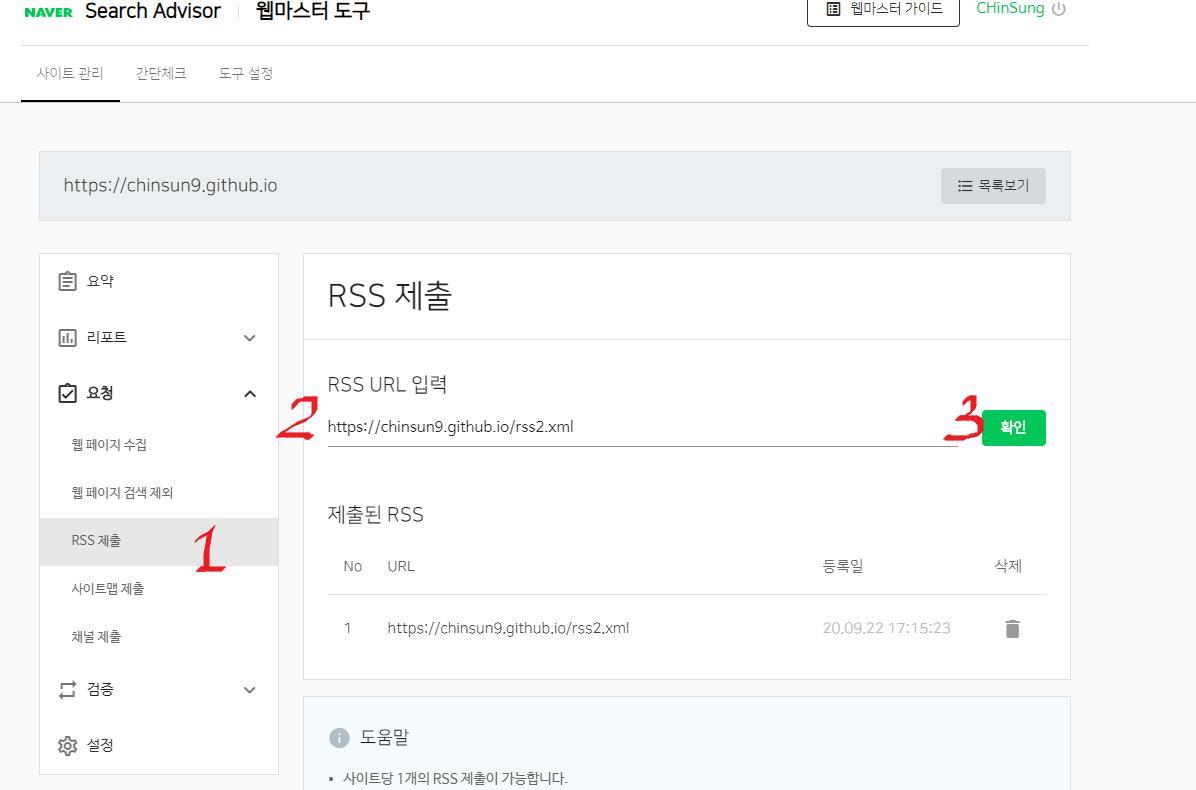 NAVER Search Advisor 웹마스터 도구 웹마스터 가이드 CHinSung
사이트 관리 간단체크 도구 설정
https://chinsun9.github.io 목록보기
요약
리포트
요청
웹 페이지 수집
웹 페이지 검색 제외
RSS 제출 1
사이트맵 제출
채널 제출
검증
설정
RSS 제출
RSS URL 입력
2 https://chinsun9.github.io/rss2.xml 3 확인
제출된 RSS
No URL 등록일 삭제
1 https://chinsun9.github.io/rss2.xml 20.09.22 17:15:23
도움말
• 사이트당 1개의 RSS 제출이 가능합니다.